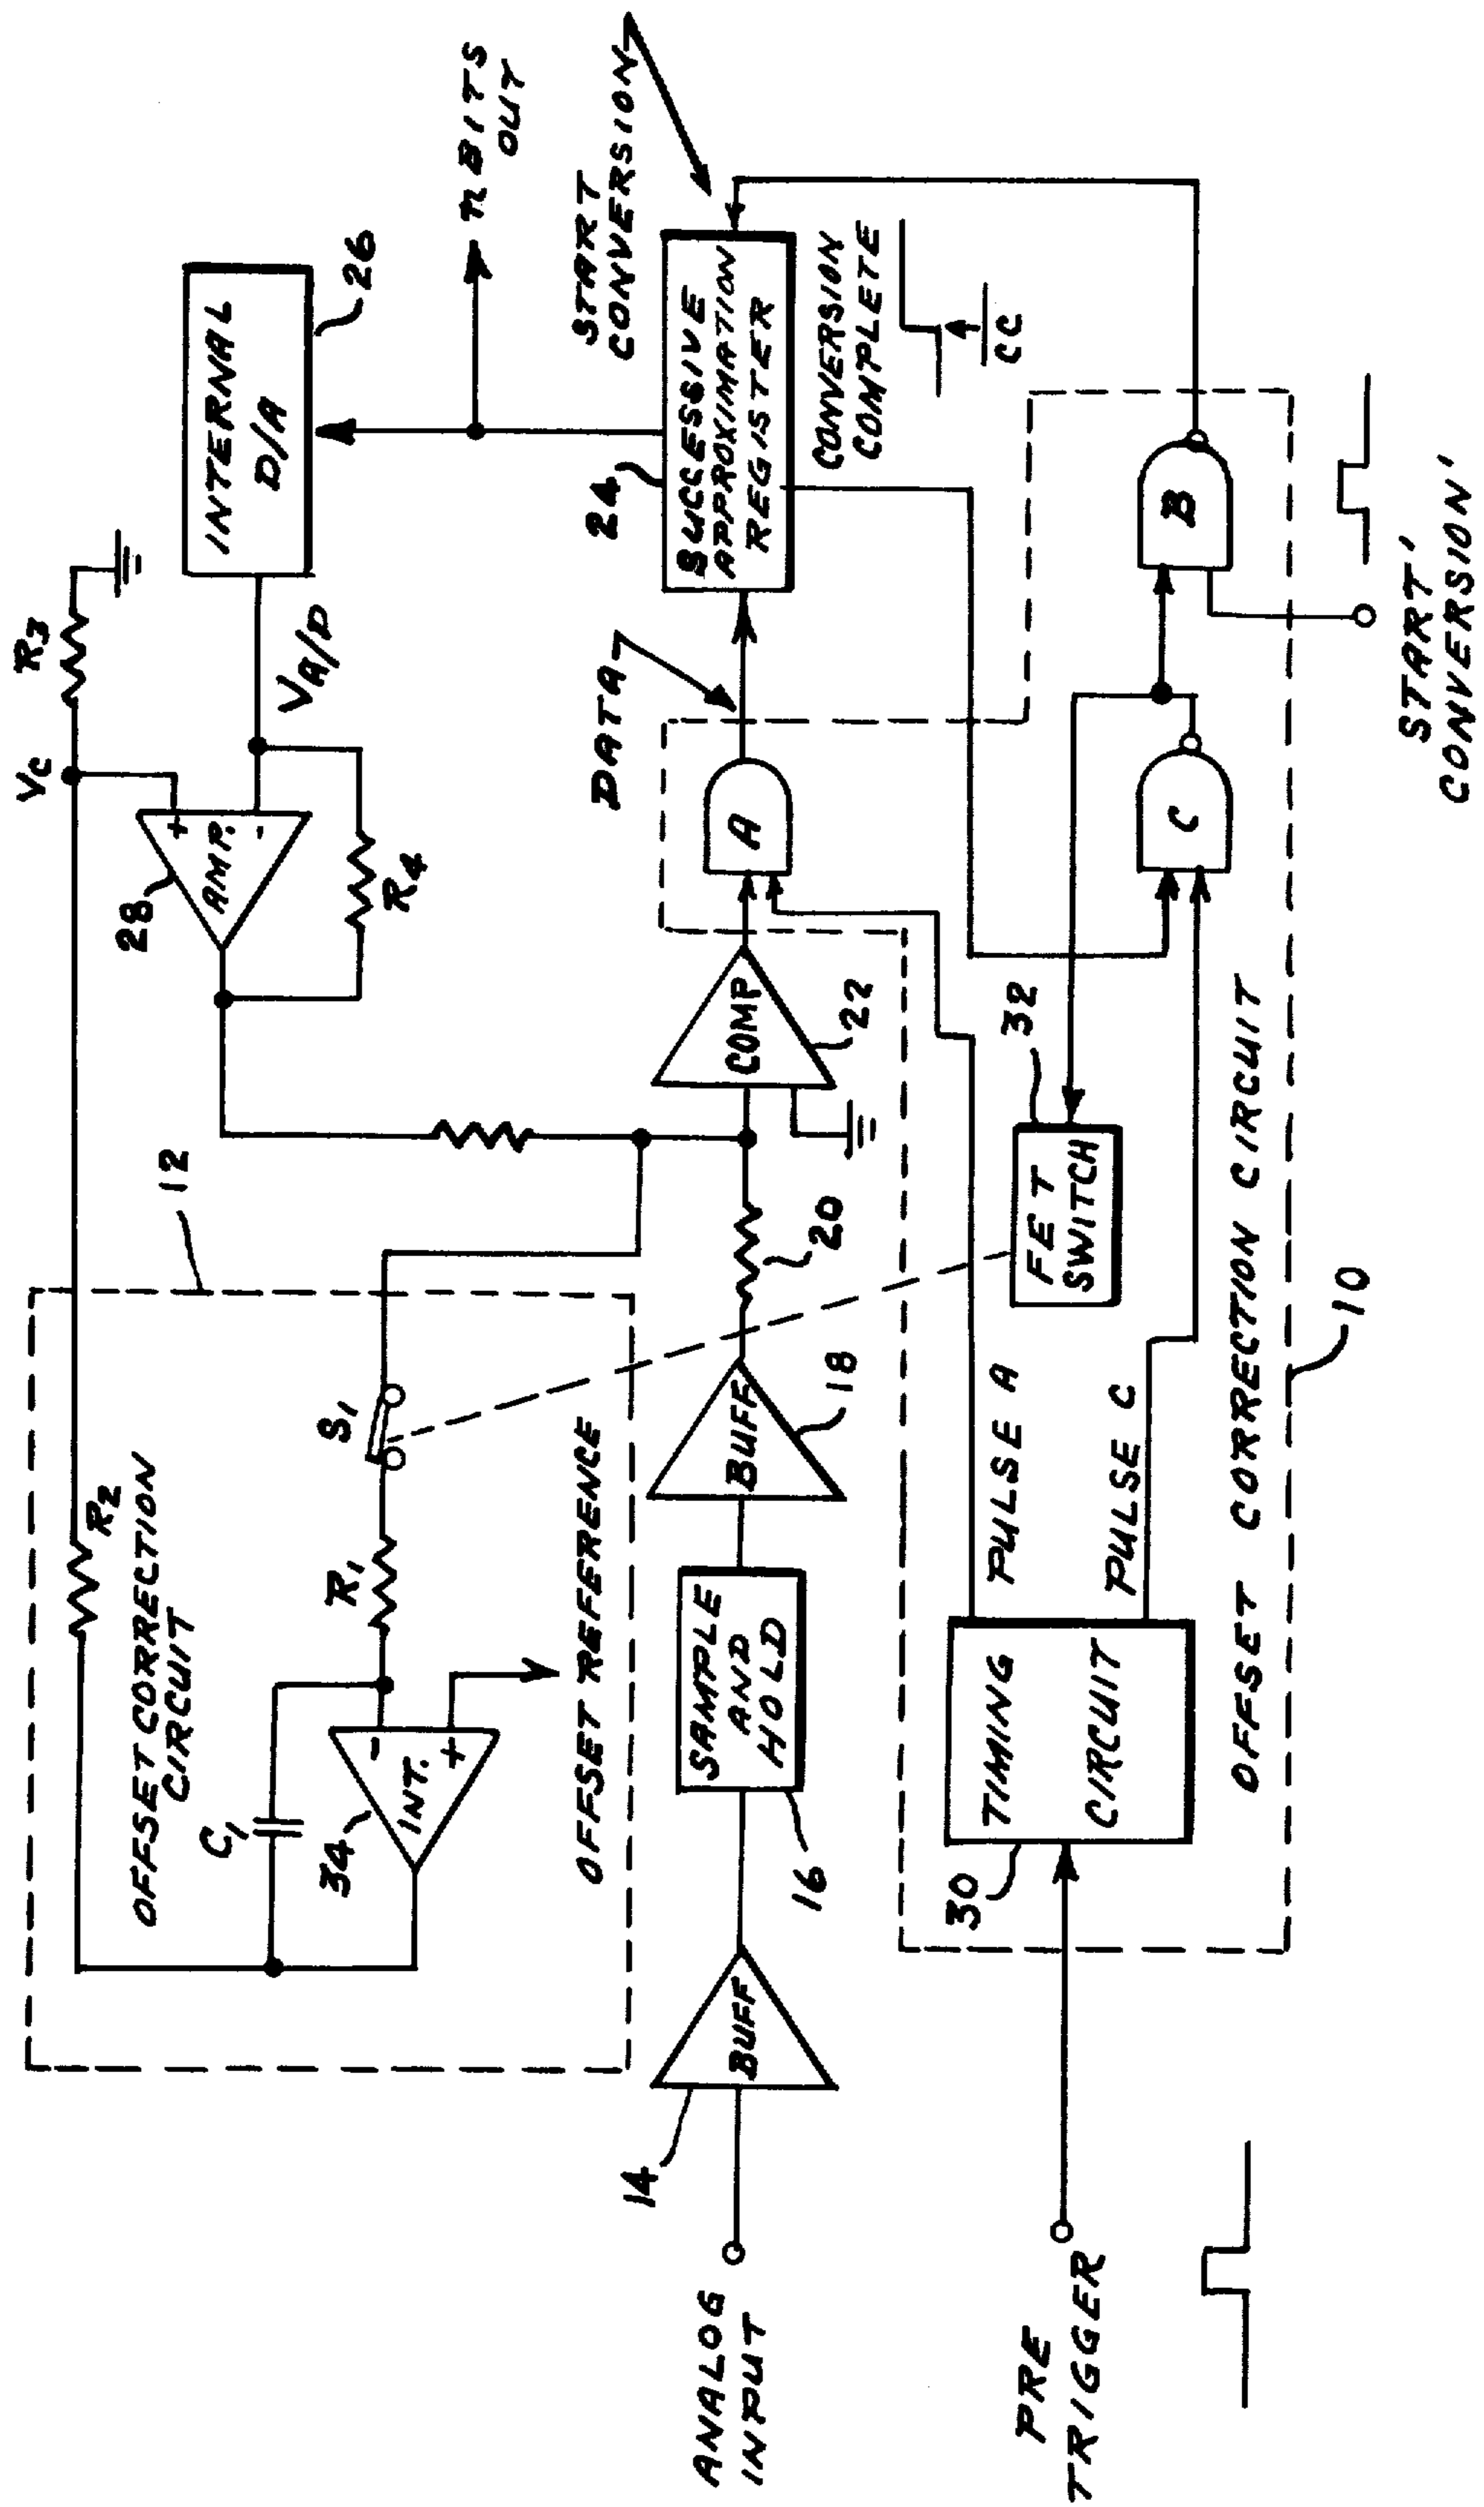 Vc
R3
R2
12
OFFSET CORRECTION
CIRCUIT
C1
34
INT.
-
+
R1
S1
OFFSET REFERENCE
28
AMP.
+
-
R4
VA/D
INTERNAL
D/A
26
n BITS
OUT
START
CONVERSION
24
SUCCESSIVE
APPROXIMATION
REGISTER
DATA
CONVERSION
COMPLETE
CC
ANALOG
INPUT
14
BUFF
SAMPLE
AND
HOLD
16
BUFF
18
20
COMP
22
A
PRE
TRIGGER
30
TIMING
CIRCUIT
PULSE A
PULSE C
FET
SWITCH
32
C
B
START'
CONVERSION'
OFFSET CORRECTION CIRCUIT
10